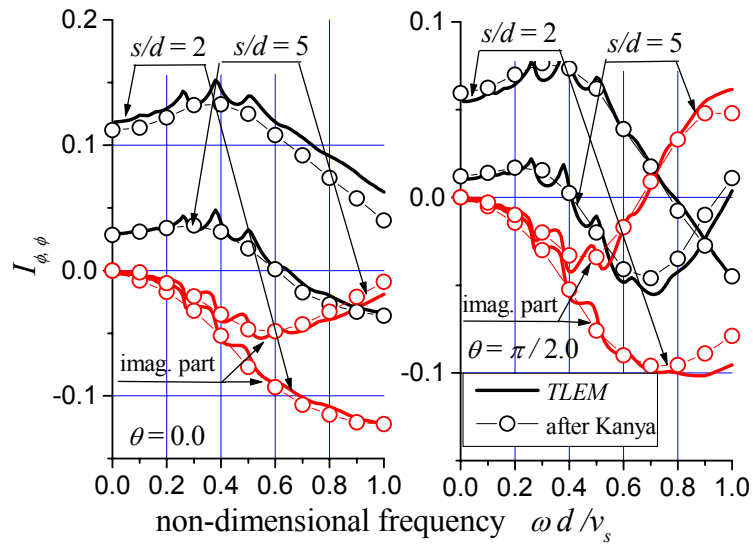 s/d = 2 s/d = 5
s/d = 2 s/d = 5
0.2
0.1
0.0
-0.1
I_{ϕ, ϕ}
imag. part
θ = 0.0
0.0 0.2 0.4 0.6 0.8 1.0
0.1
0.0
-0.1
imag. part
θ = π / 2.0
TLEM
after Kanya
0.0 0.2 0.4 0.6 0.8 1.0
non-dimensional frequency ω d /v_s